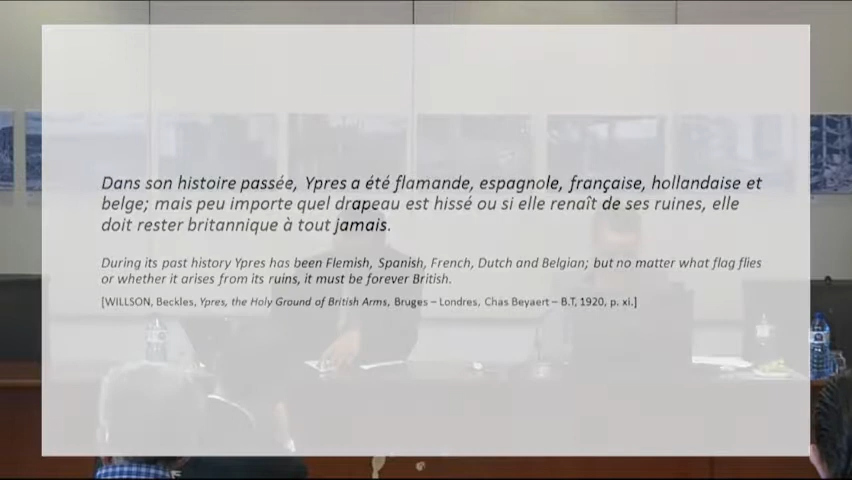 Dans son histoire passée, Ypres a été flamande, espagnole, française, hollandaise et
belge; mais peu importe quel drapeau est hissé ou si elle renaît de ses ruines, elle
doit rester britannique à tout jamais.
During its past history Ypres has been Flemish, Spanish, French, Dutch and Belgian; but no matter what flag flies
or whether it arises from its ruins, it must be forever British.
[WILLSON, Beckles, Ypres, the Holy Ground of British Arms, Bruges – Londres, Chas Beyaert – B.T, 1920, p. xi.]